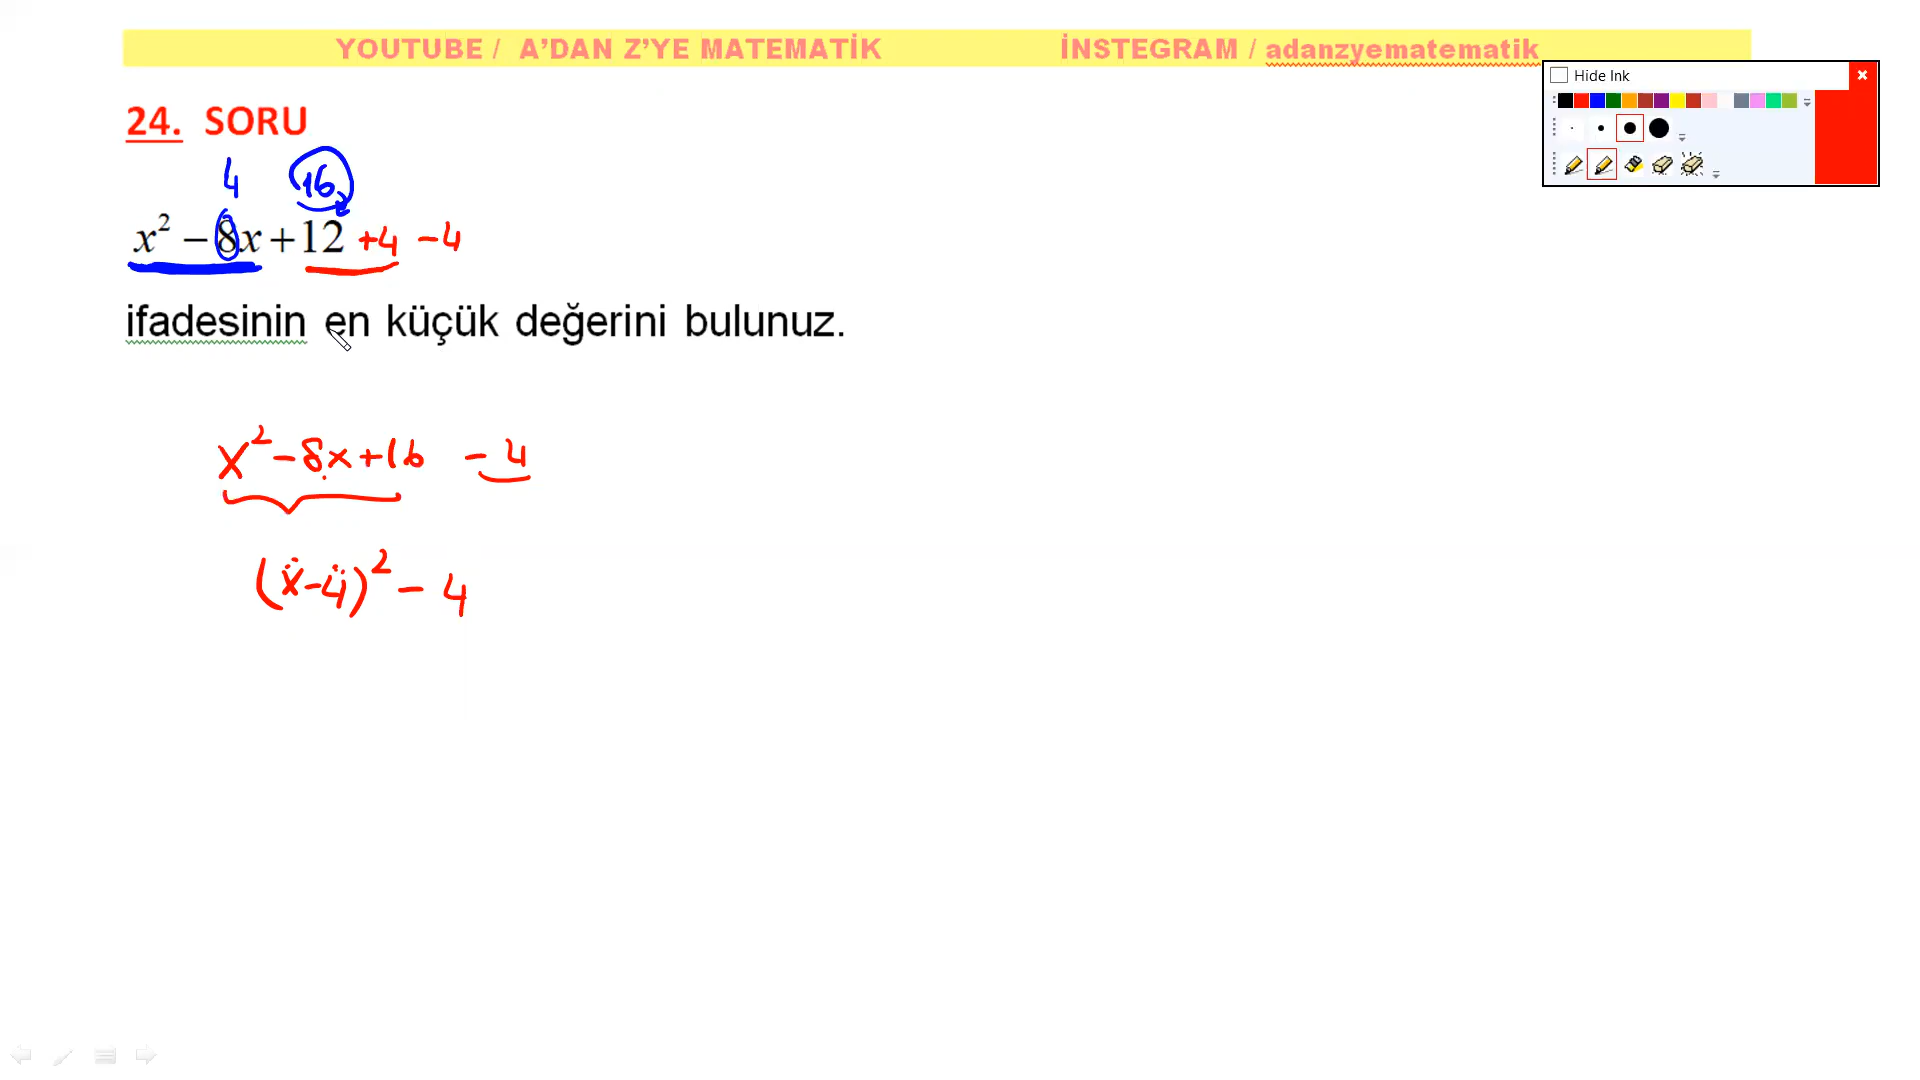 YOUTUBE / A’DAN Z’YE MATEMATİK İNSTEGRAM / adanzyematematik
Hide Ink
24. SORU
4 16
x² − 8x + 12 +4 −4
ifadesinin en küçük değerini bulunuz.
x² − 8x + 16 − 4
(x − 4)² − 4